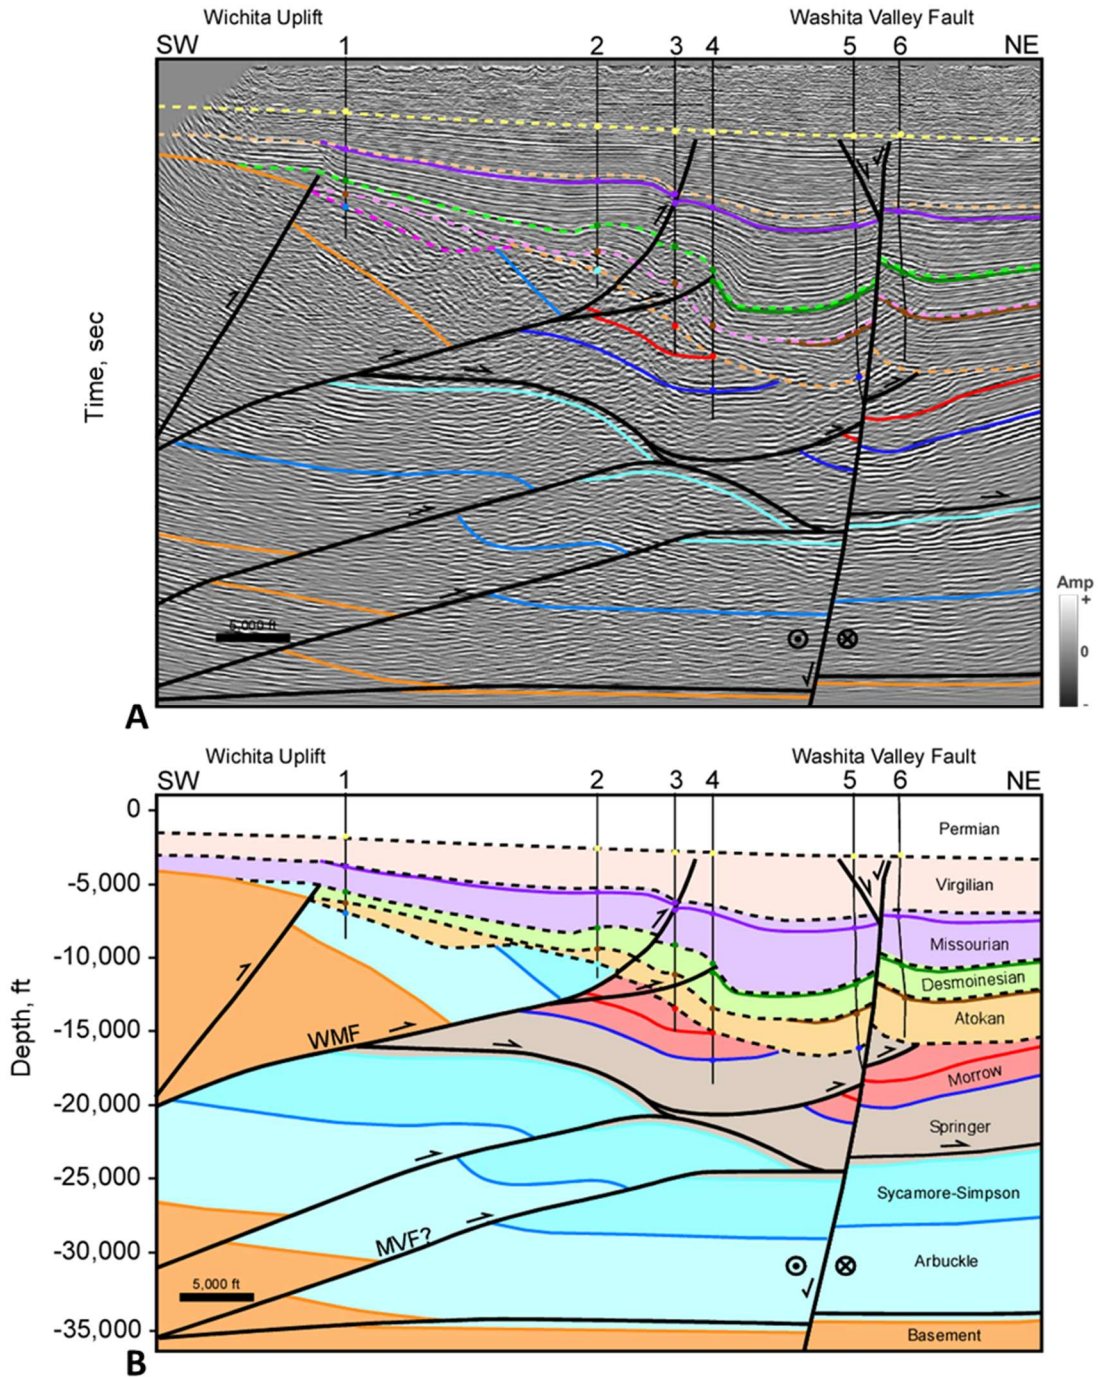 Wichita Uplift Washita Valley Fault
SW 1 2 3 4 5 6 NE
Time, sec
5,000 ft
Amp
+
0
-
A
Wichita Uplift Washita Valley Fault
SW 1 2 3 4 5 6 NE
0
Permian
-5,000
Virgilian
Missourian
-10,000
Desmoinesian
Depth, ft
Atokan
-15,000
WMF
Morrow
-20,000
Springer
-25,000
Sycamore-Simpson
MVF?
-30,000
Arbuckle
5,000 ft
-35,000
Basement
B